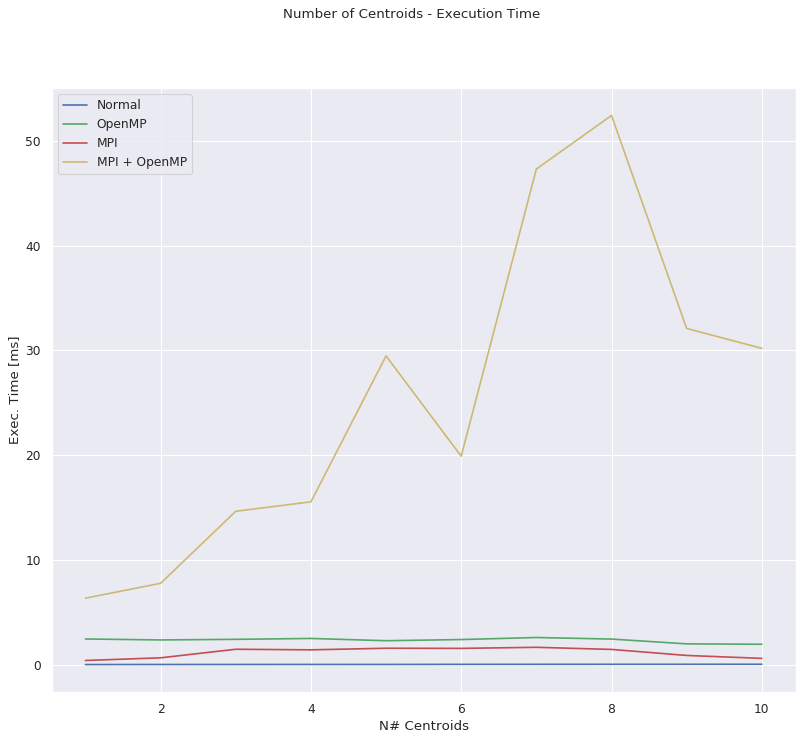 Number of Centroids - Execution Time
Normal
OpenMP
MPI
MPI + OpenMP
50
40
30
20
10
0
Exec. Time [ms]
2 4 6 8 10
N# Centroids